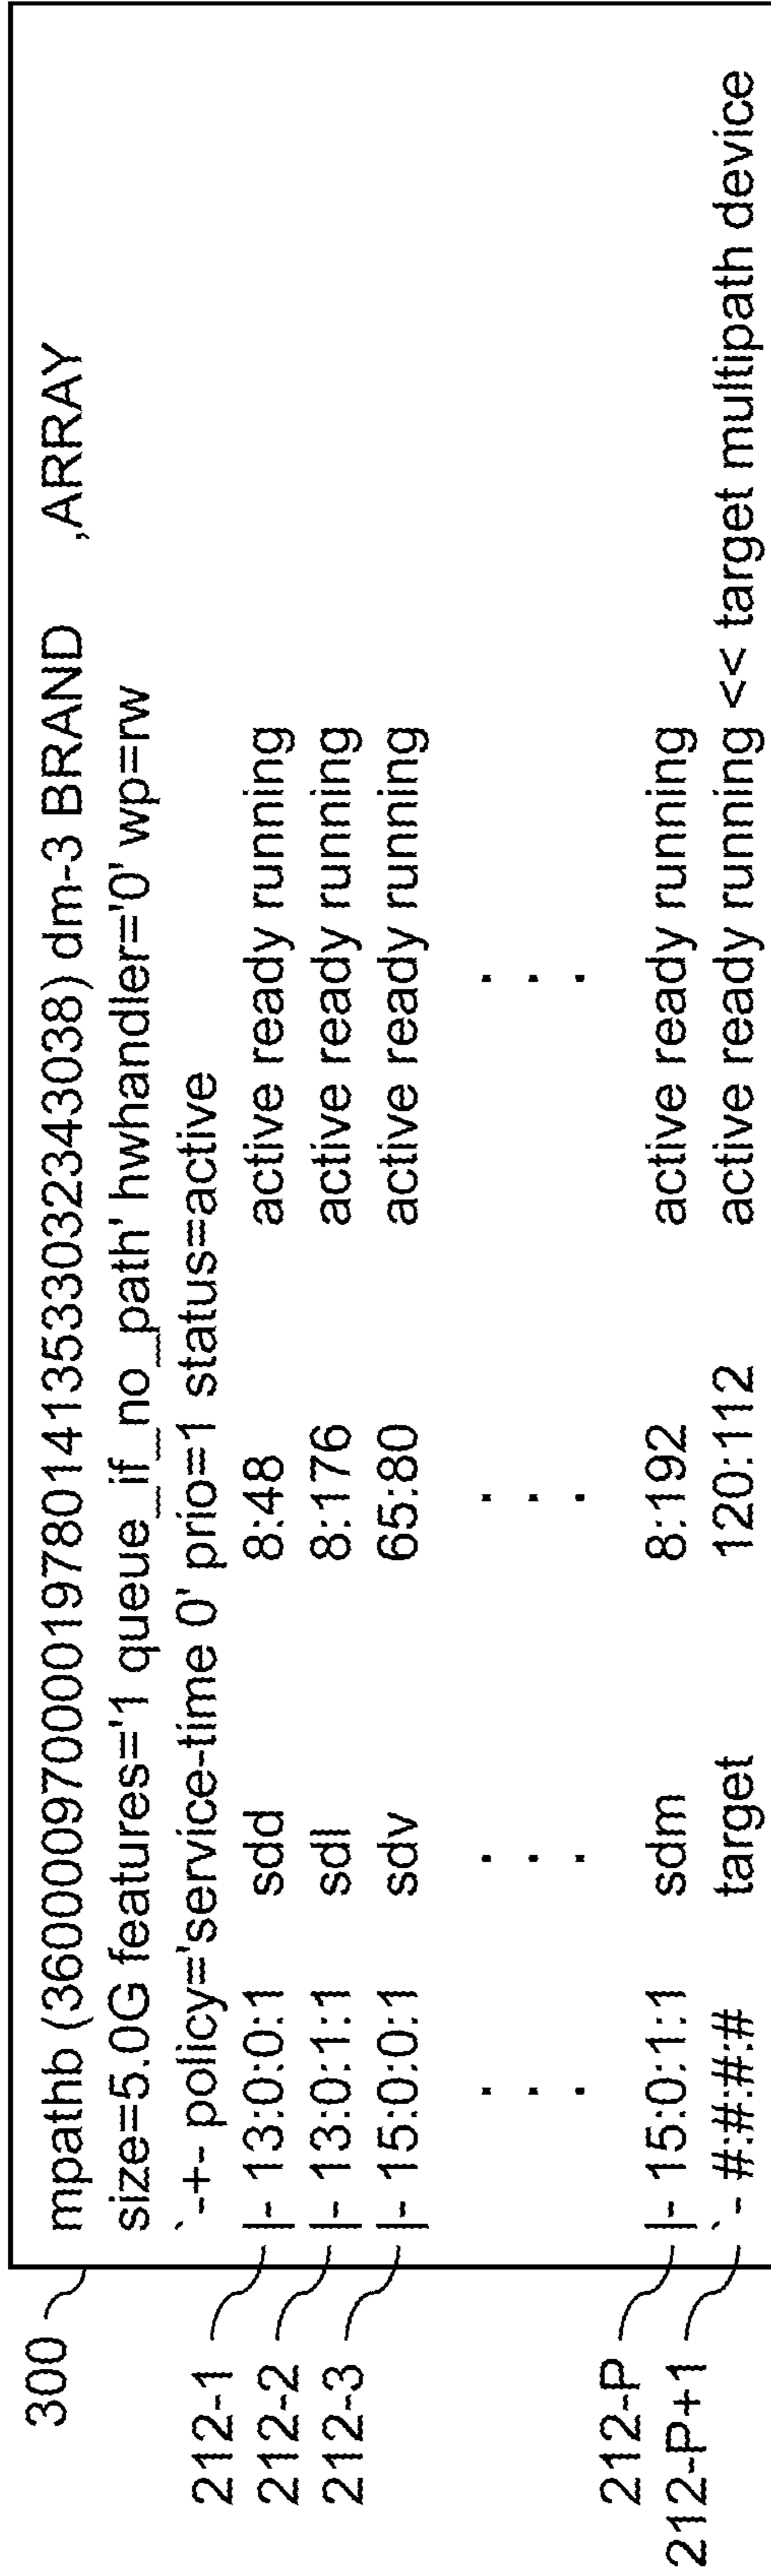 300
mpathb (36000097000019780141353303234​3038) dm-3 BRAND ,ARRAY
size=5.0G features='1 queue_if_no_path' hwhandler='0' wp=rw
`-+- policy='service-time 0' prio=1 status=active
212-1 |- 13:0:0:1 sdd 8:48 active ready running
212-2 |- 13:0:1:1 sdl 8:176 active ready running
212-3 |- 15:0:0:1 sdv 65:80 active ready running
. . . . . . . . . . . .
212-P |- 15:0:1:1 sdm 8:192 active ready running
212-P+1 `- #:#:#:# target 120:112 active ready running << target multipath device